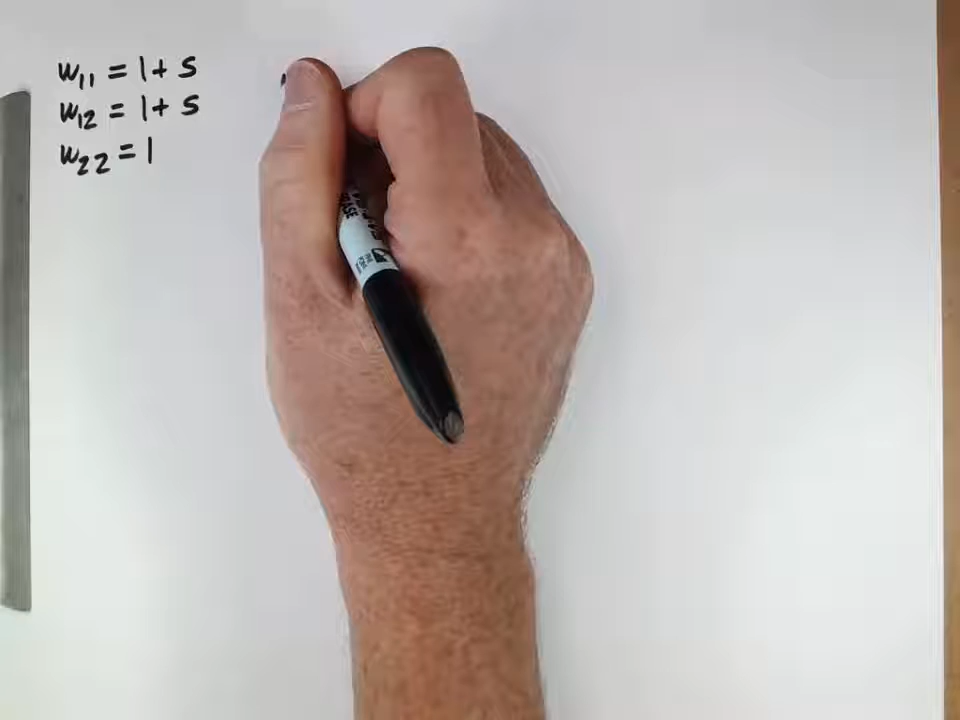 w₁₁ = 1 + s
w₁₂ = 1 + s
w₂₂ = 1